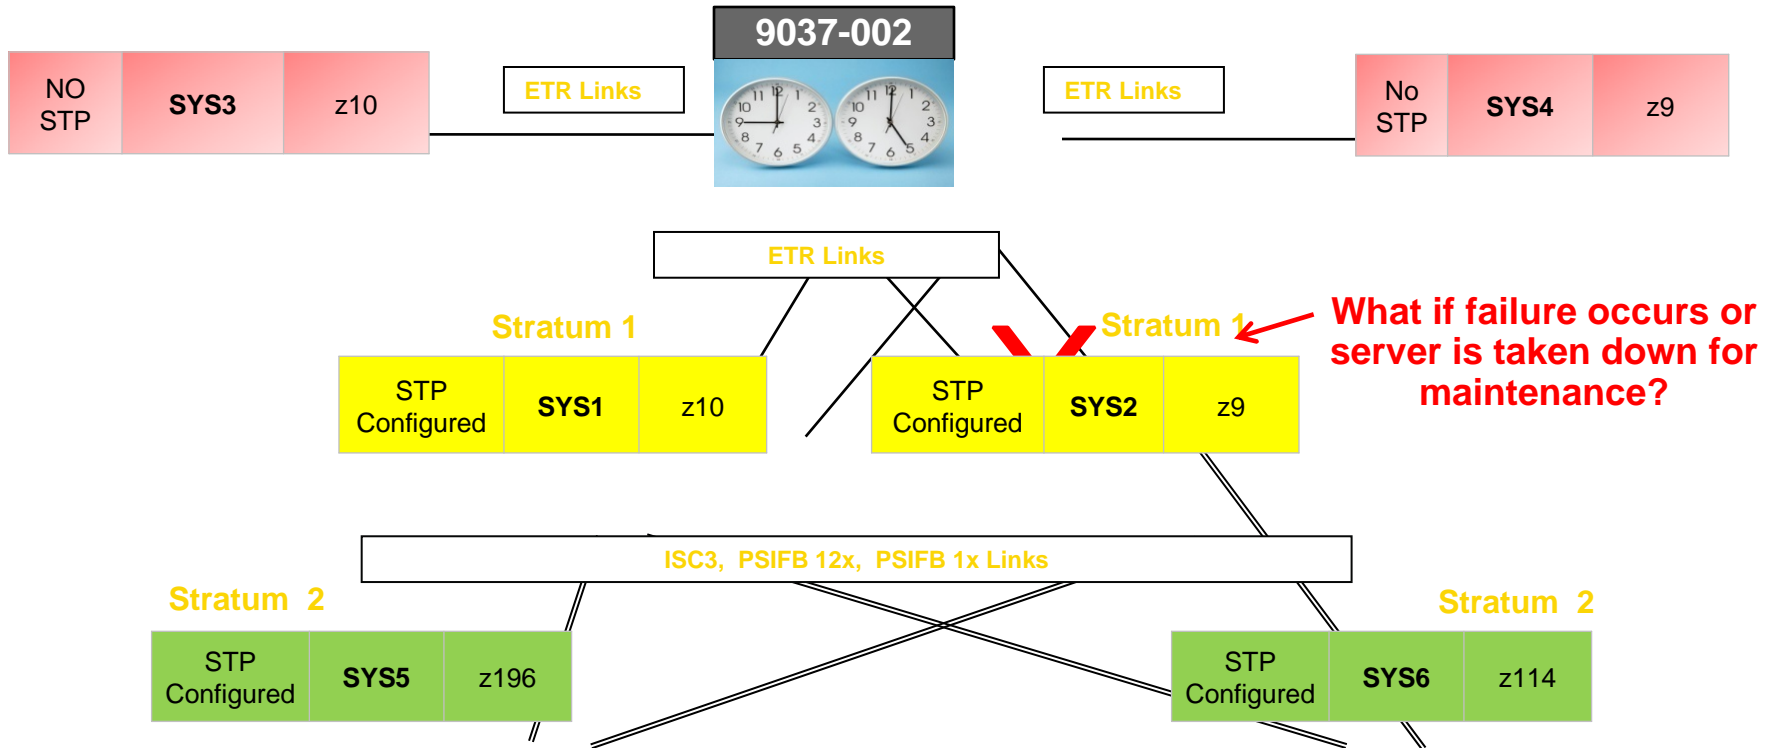 9037-002
NO
STP
SYS3
z10
ETR Links
ETR Links
No
STP
SYS4
z9
ETR Links
Stratum 1
Stratum 1
What if failure occurs or
server is taken down for
maintenance?
STP
Configured
SYS1
z10
STP
Configured
SYS2
z9
ISC3, PSIFB 12x, PSIFB 1x Links
Stratum 2
Stratum 2
STP
Configured
SYS5
z196
STP
Configured
SYS6
z114